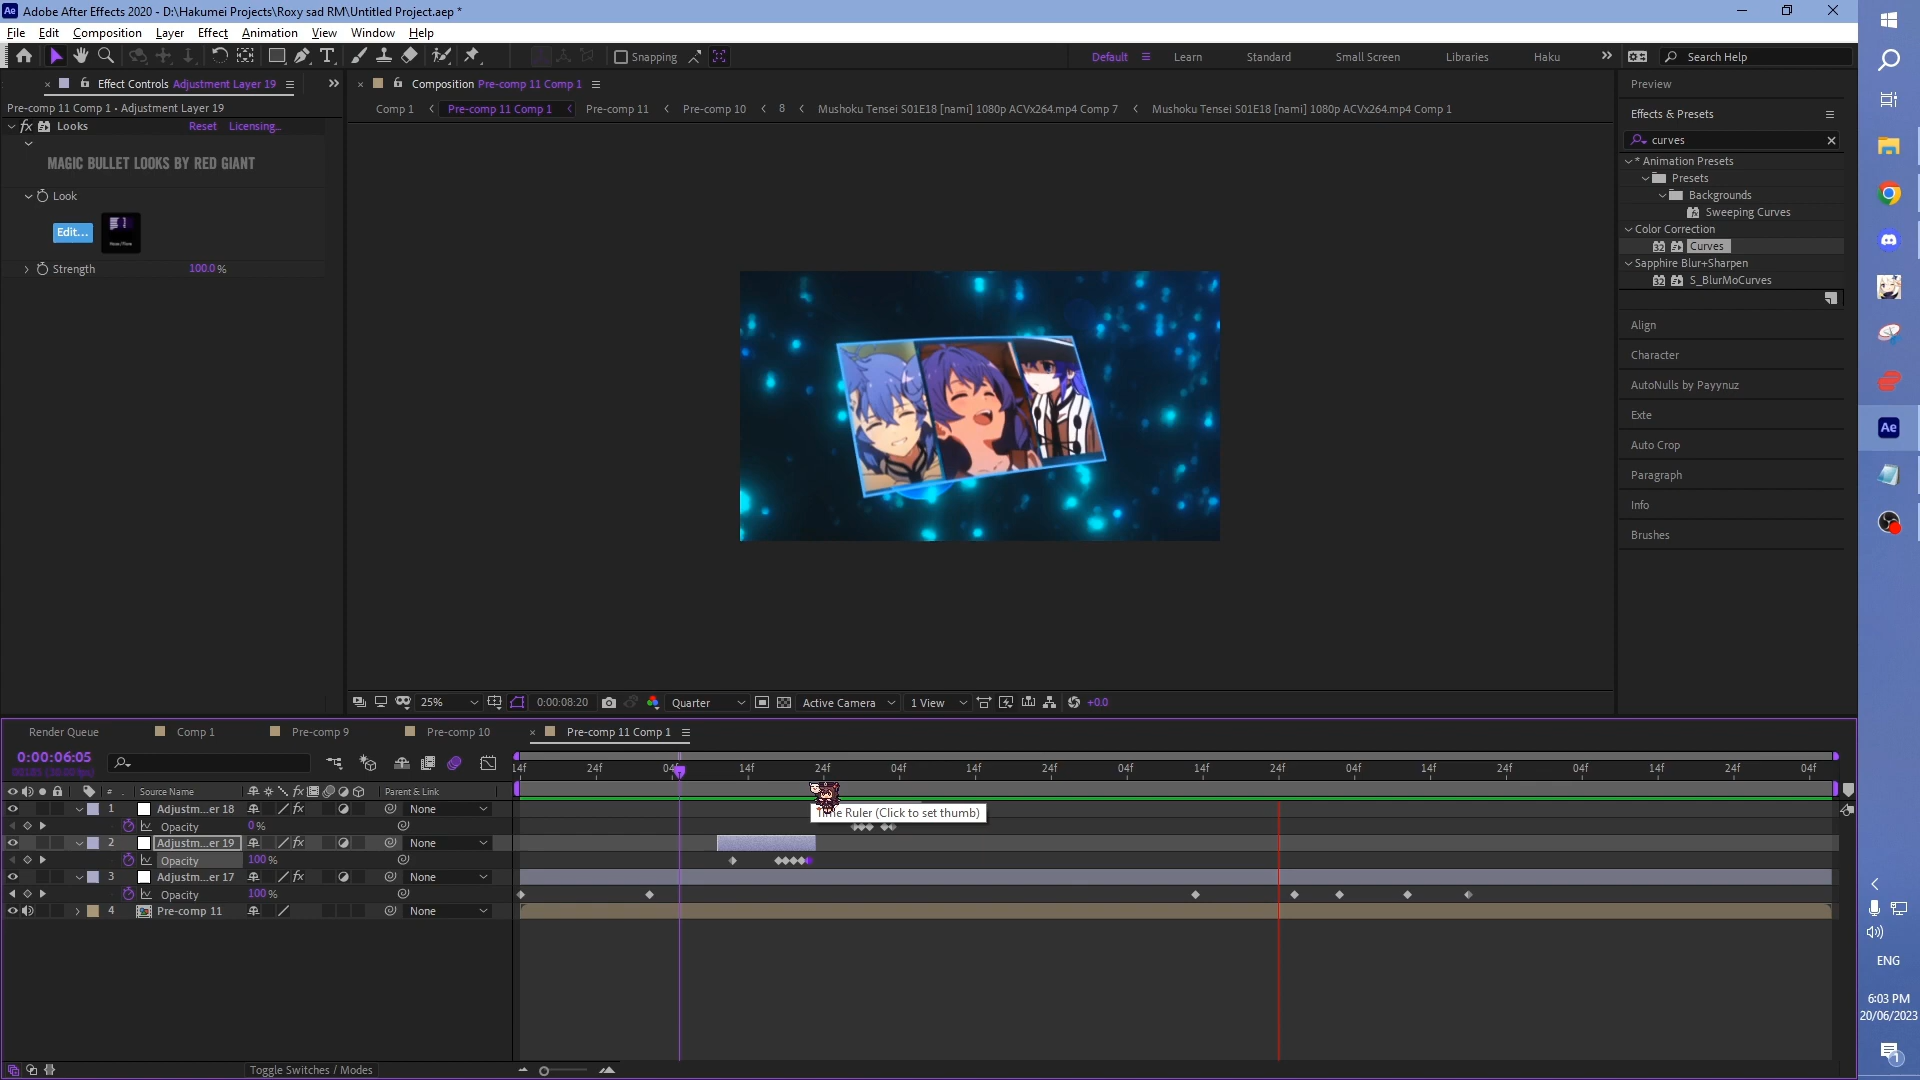 Adobe After Effects 2020 - D:\Hakumei Projects\Roxy sad RM\Untitled Project.aep *
File Edit Composition Layer Effect Animation View Window Help
Snapping
Default Learn Standard Small Screen Libraries Haku Search Help
Effect Controls Adjustment Layer 19
Pre-comp 11 Comp 1 • Adjustment Layer 19
fx Looks Reset Licensing...
MAGIC BULLET LOOKS BY RED GIANT
Look
Edit...
Strength 100.0 %
Composition Pre-comp 11 Comp 1
Comp 1 Pre-comp 11 Comp 1 Pre-comp 11 Pre-comp 10 8 Mushoku Tensei S01E18 [nami] 1080p ACVx264.mp4 Comp 7 Mushoku Tensei S01E18 [nami] 1080p ACVx264.mp4 Comp 1
25% 0:00:08:20 Quarter Active Camera 1 View +0.0
Preview
Effects & Presets
curves
* Animation Presets
Presets
Backgrounds
Sweeping Curves
Color Correction
32 Curves
Sapphire Blur+Sharpen
32 S_BlurMoCurves
Align
Character
AutoNulls by Payynuz
Exte
Auto Crop
Paragraph
Info
Brushes
Render Queue Comp 1 Pre-comp 9 Pre-comp 10 Pre-comp 11 Comp 1
0:00:06:05
14f 24f 04f 14f 24f 04f 14f 24f 04f 14f 24f 04f 14f 24f 04f 14f 24f 04f
# Source Name fx Parent & Link
1 Adjustm...er 18 fx None
Opacity 0 %
Time Ruler (Click to set thumb)
2 Adjustm...er 19 fx None
Opacity 100 %
3 Adjustm...er 17 fx None
Opacity 100 %
4 Pre-comp 11 None
Toggle Switches / Modes
Ae
ENG
6:03 PM
20/06/2023
1